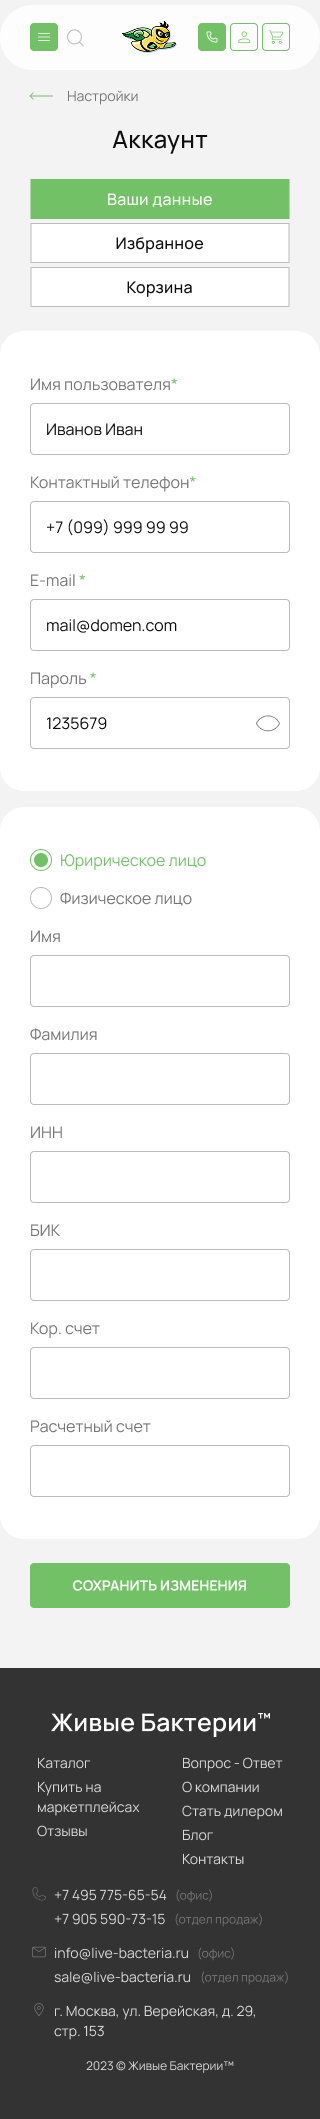 Настройки
Аккаунт
Ваши данные
Избранное
Корзина
Имя пользователя*
Иванов Иван
Контактный телефон*
+7 (099) 999 99 99
E-mail *
mail@domen.com
Пароль *
1235679
Юририческое лицо
Физическое лицо
Имя
Фамилия
ИНН
БИК
Кор. счет
Расчетный счет
СОХРАНИТЬ ИЗМЕНЕНИЯ
Живые Бактерии™
Каталог
Купить на
маркетплейсах
Отзывы
Вопрос - Ответ
О компании
Стать дилером
Блог
Контакты
+7 495 775-65-54 (офис)
+7 905 590-73-15 (отдел продаж)
info@live-bacteria.ru (офис)
sale@live-bacteria.ru (отдел продаж)
г. Москва, ул. Верейская, д. 29,
стр. 153
2023 © Живые Бактерии™